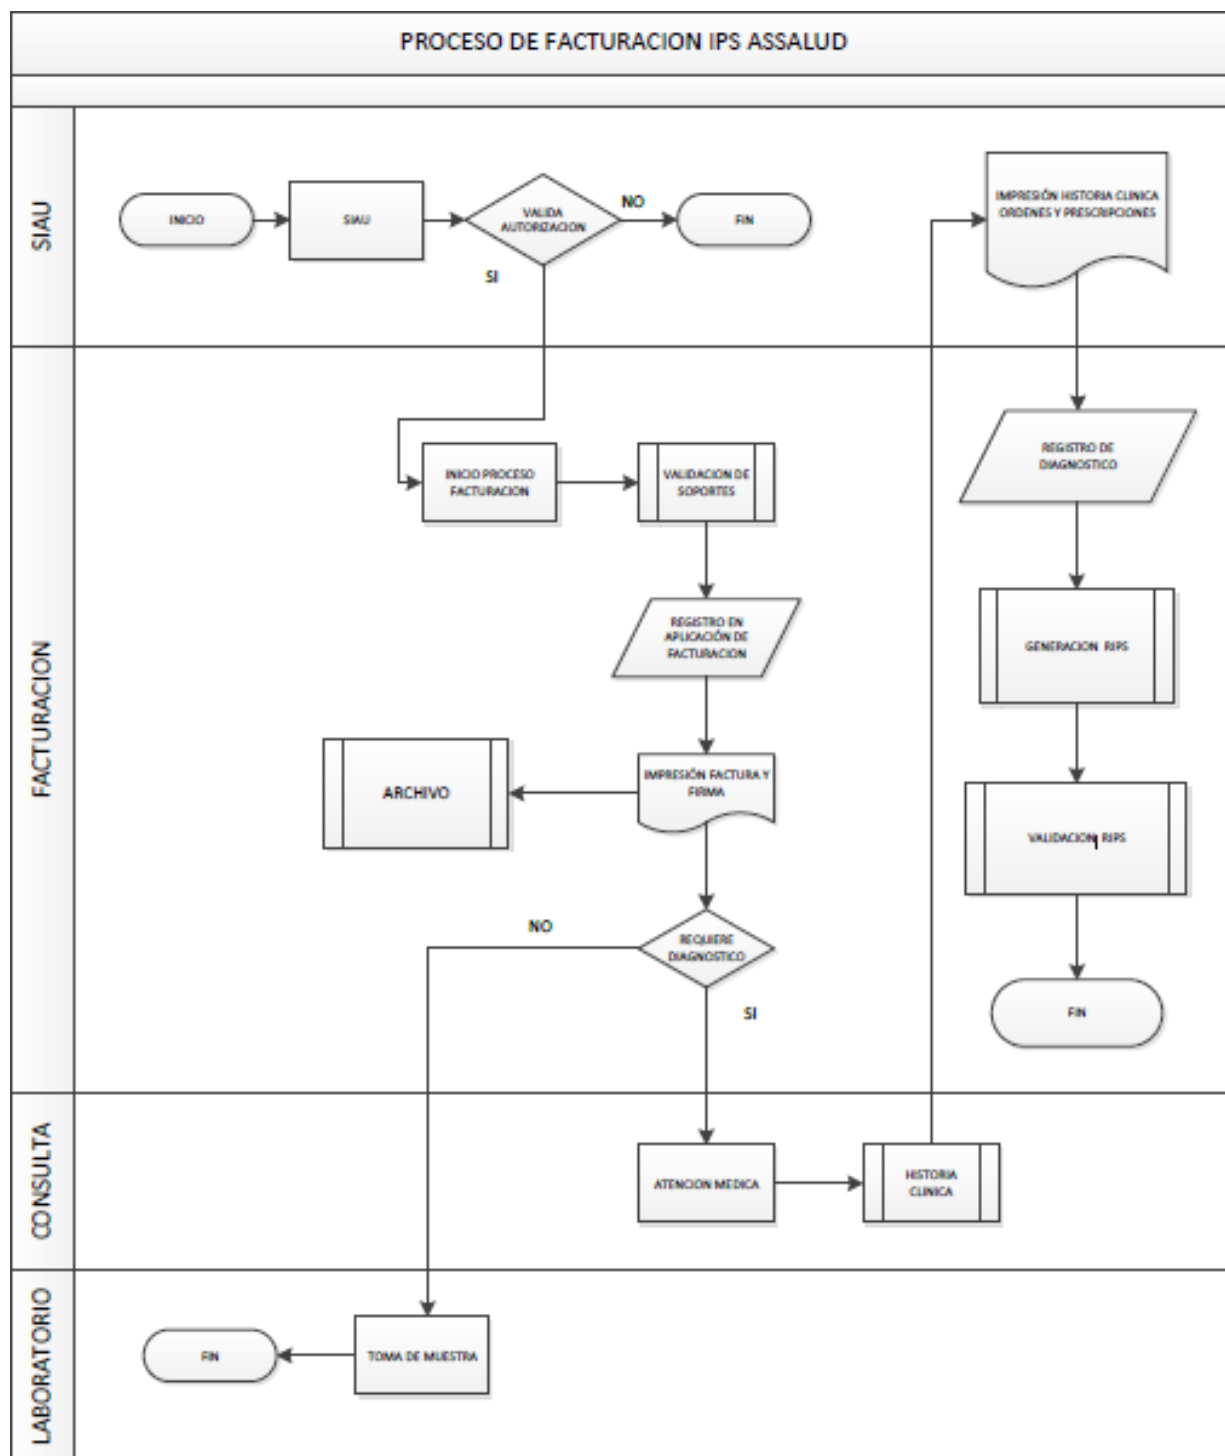 PROCESO DE FACTURACION IPS ASSALUD
SIAU
INICIO
SIAU
VALIDA
AUTORIZACION
NO
FIN
SI
IMPRESIÓN HISTORIA CLINICA
ORDENES Y PRESCRIPCIONES
FACTURACION
INICIO PROCESO
FACTURACION
VALIDACION DE
SOPORTES
REGISTRO EN
APLICACIÓN DE
FACTURACION
IMPRESIÓN FACTURA Y
FIRMA
ARCHIVO
REQUIERE
DIAGNOSTICO
NO
SI
REGISTRO DE
DIAGNOSTICO
GENERACION RIPS
VALIDACION RIPS
FIN
CONSULTA
ATENCION MEDICA
HISTORIA
CLINICA
LABORATORIO
TOMA DE MUESTRA
FIN